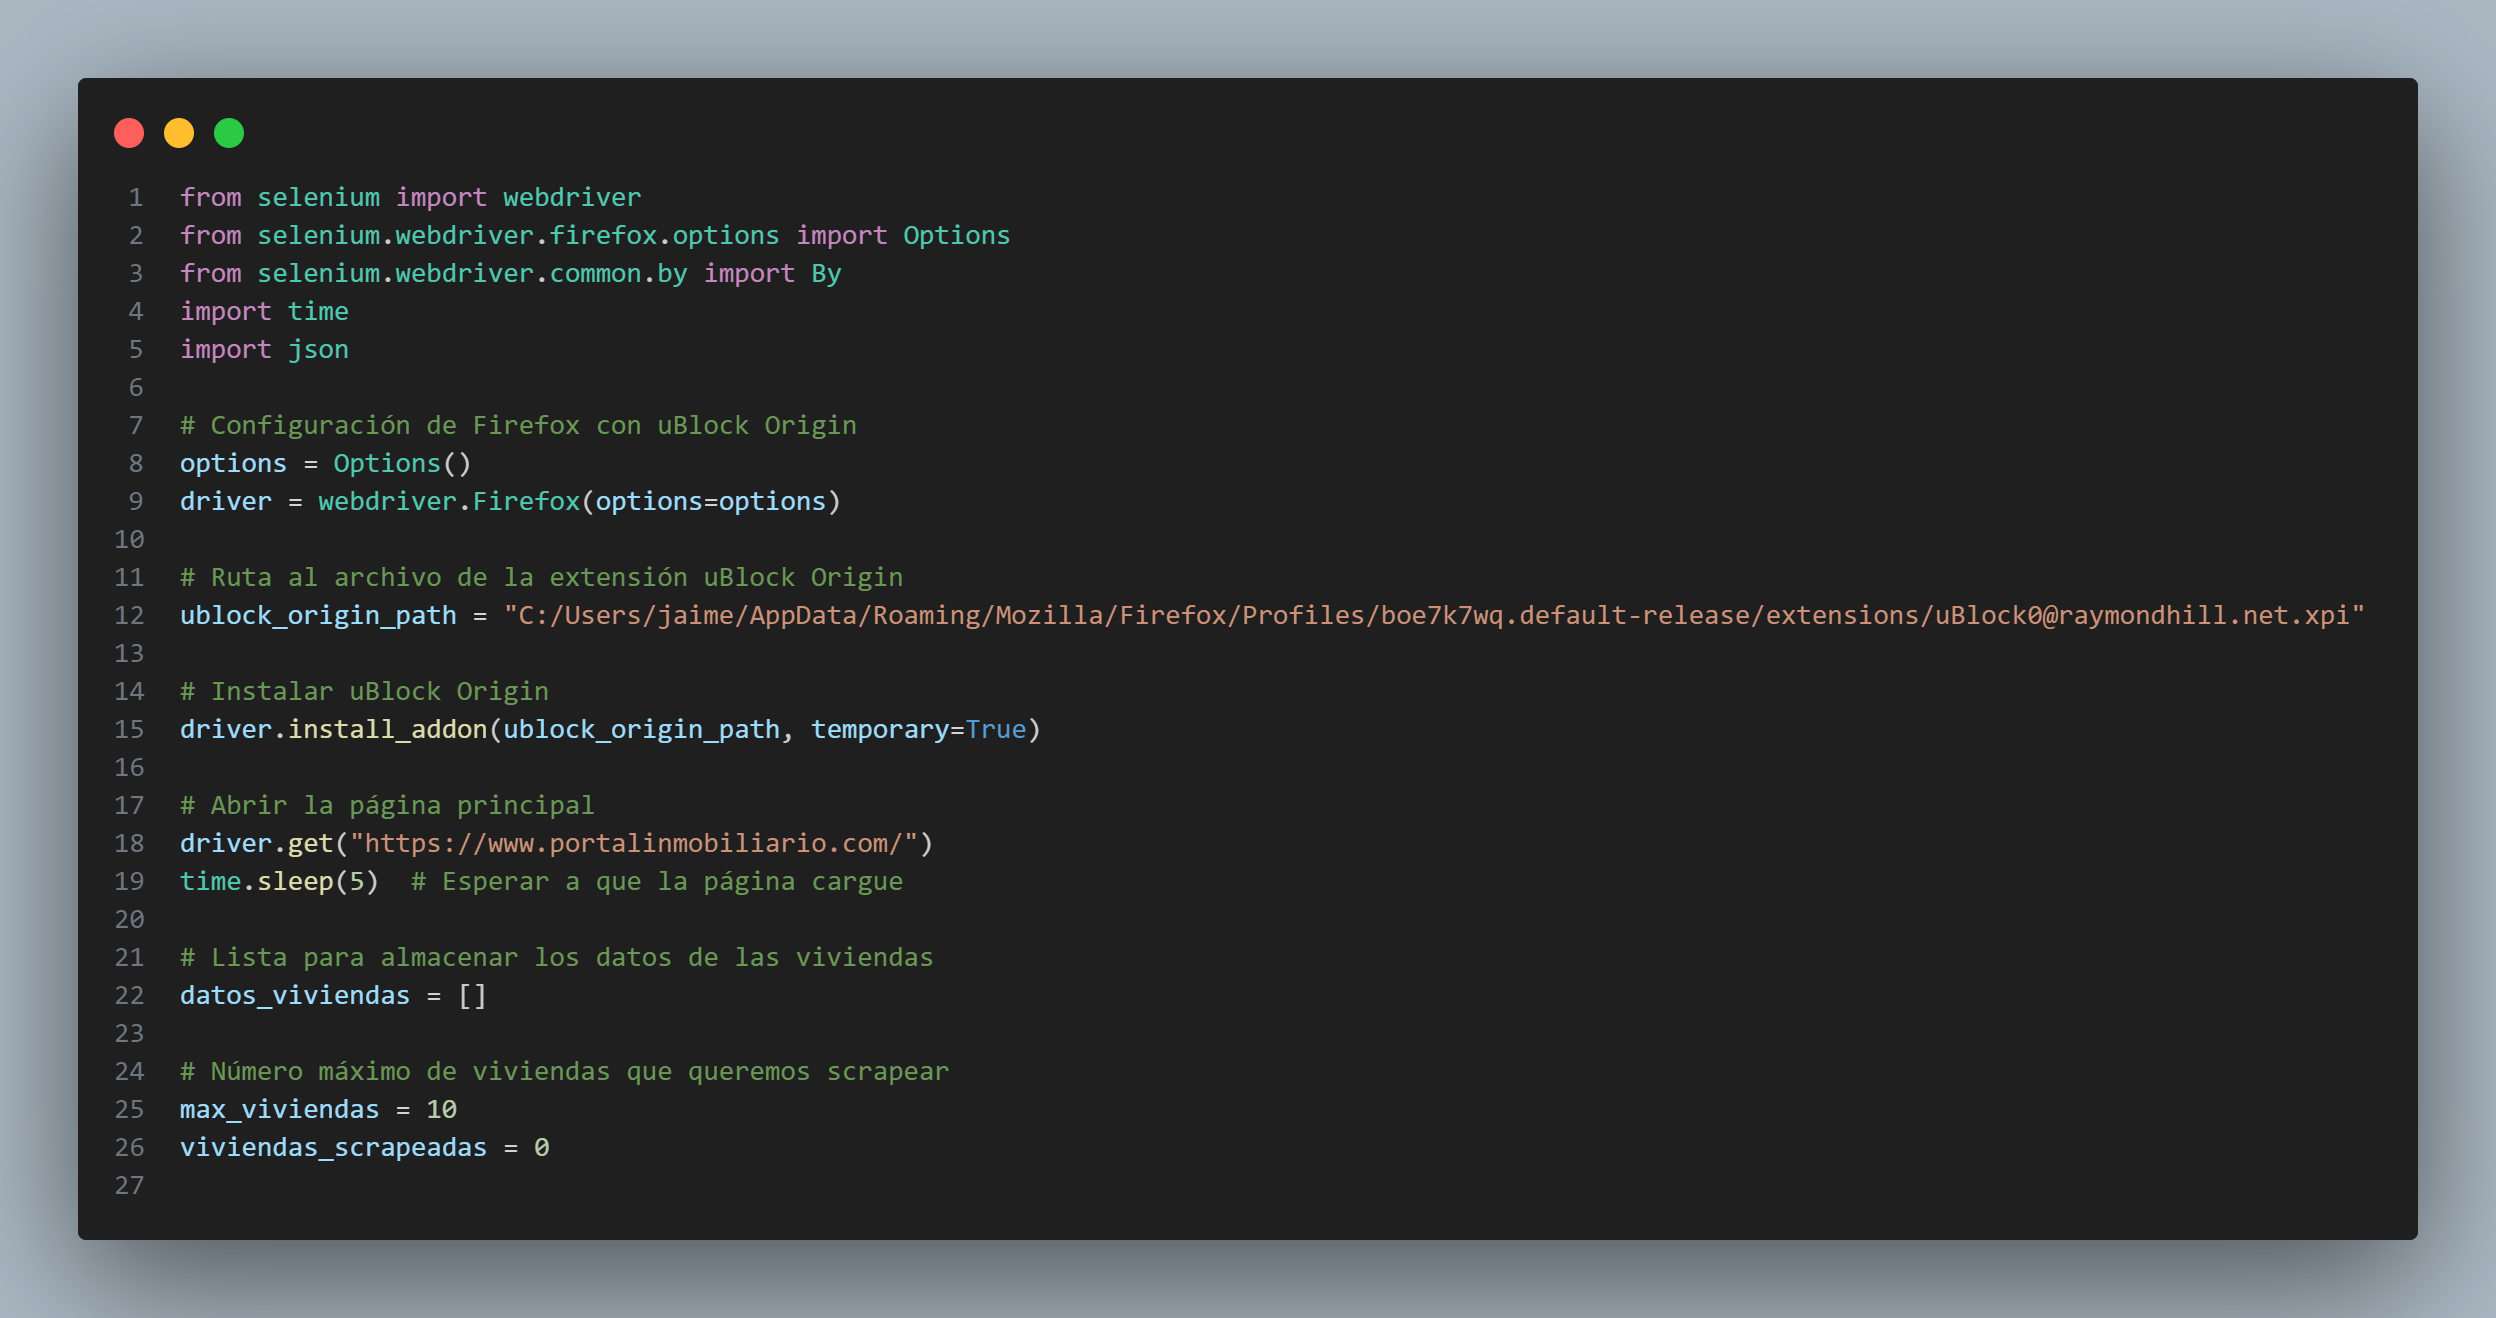 1 from selenium import webdriver
2 from selenium.webdriver.firefox.options import Options
3 from selenium.webdriver.common.by import By
4 import time
5 import json
6
7 # Configuración de Firefox con uBlock Origin
8 options = Options()
9 driver = webdriver.Firefox(options=options)
10
11 # Ruta al archivo de la extensión uBlock Origin
12 ublock_origin_path = "C:/Users/jaime/AppData/Roaming/Mozilla/Firefox/Profiles/boe7k7wq.default-release/extensions/uBlock0@raymondhill.net.xpi"
13
14 # Instalar uBlock Origin
15 driver.install_addon(ublock_origin_path, temporary=True)
16
17 # Abrir la página principal
18 driver.get("https://www.portalinmobiliario.com/")
19 time.sleep(5)  # Esperar a que la página cargue
20
21 # Lista para almacenar los datos de las viviendas
22 datos_viviendas = []
23
24 # Número máximo de viviendas que queremos scrapear
25 max_viviendas = 10
26 viviendas_scrapeadas = 0
27